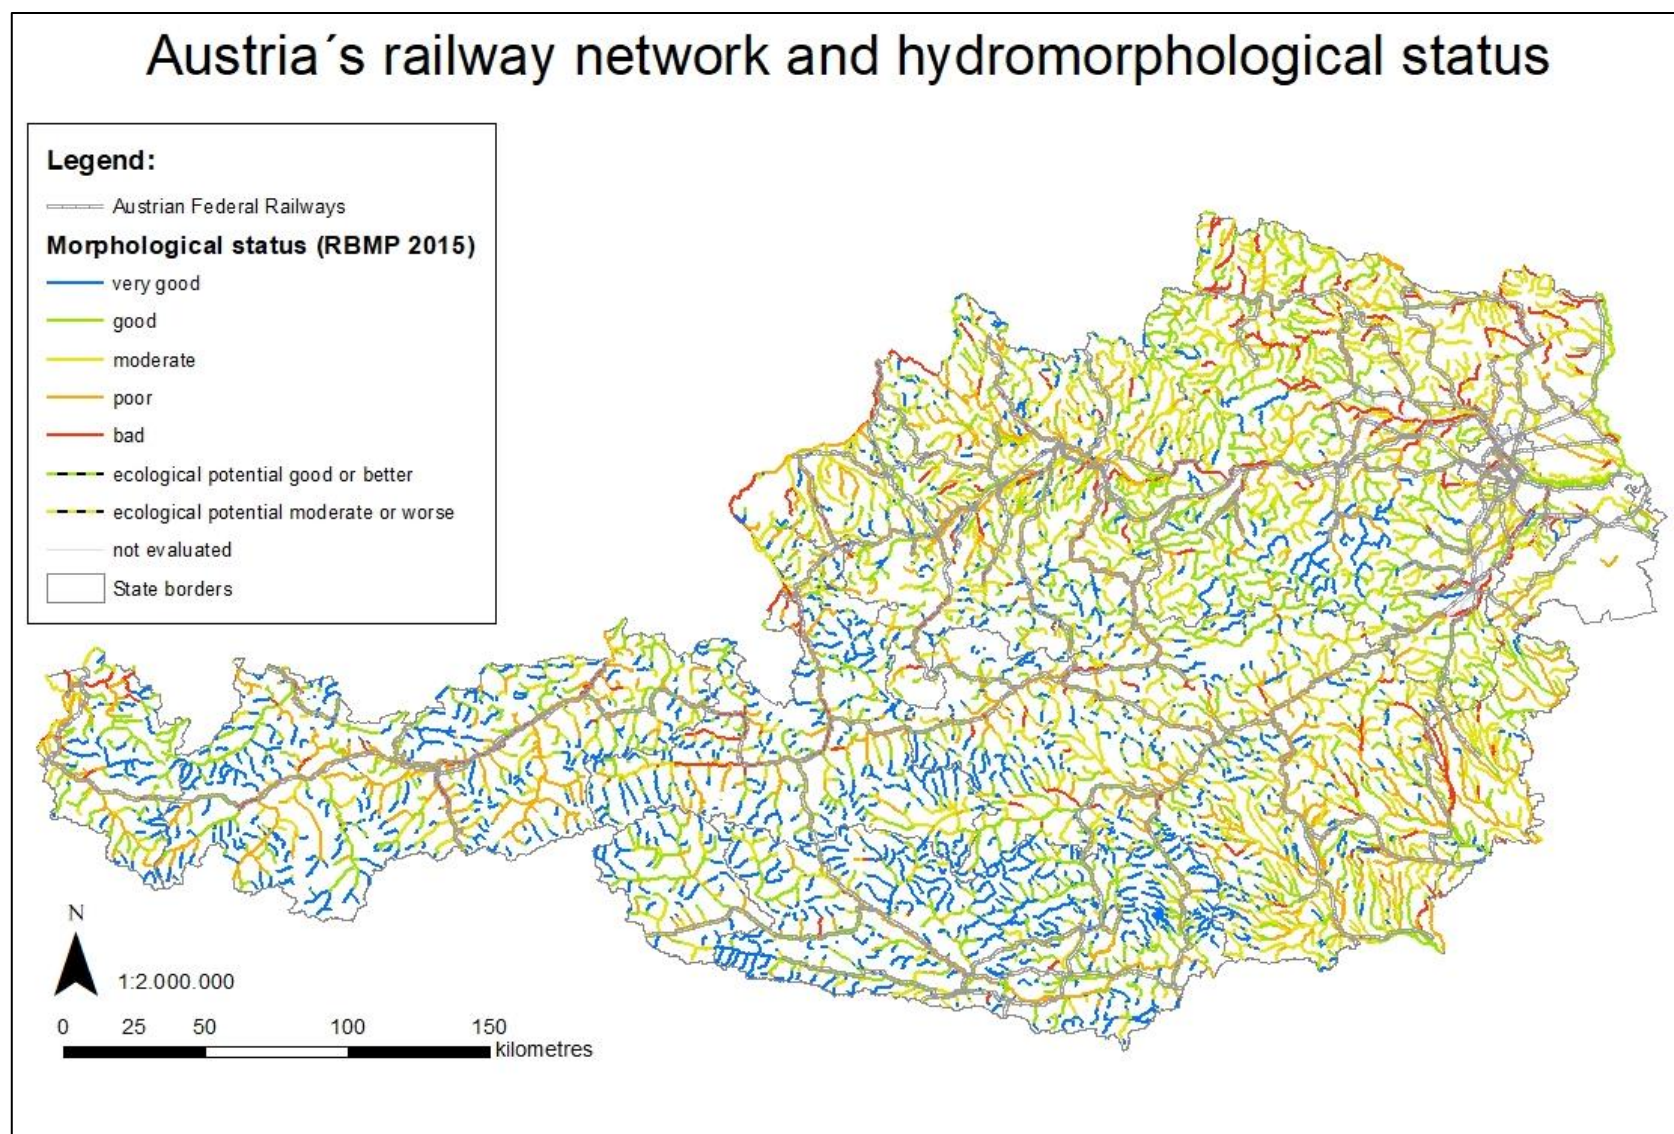 Austria´s railway network and hydromorphological status
Legend:
Austrian Federal Railways
Morphological status (RBMP 2015)
very good
good
moderate
poor
bad
ecological potential good or better
ecological potential moderate or worse
not evaluated
State borders
N
1:2.000.000
0 25 50 100 150
kilometres